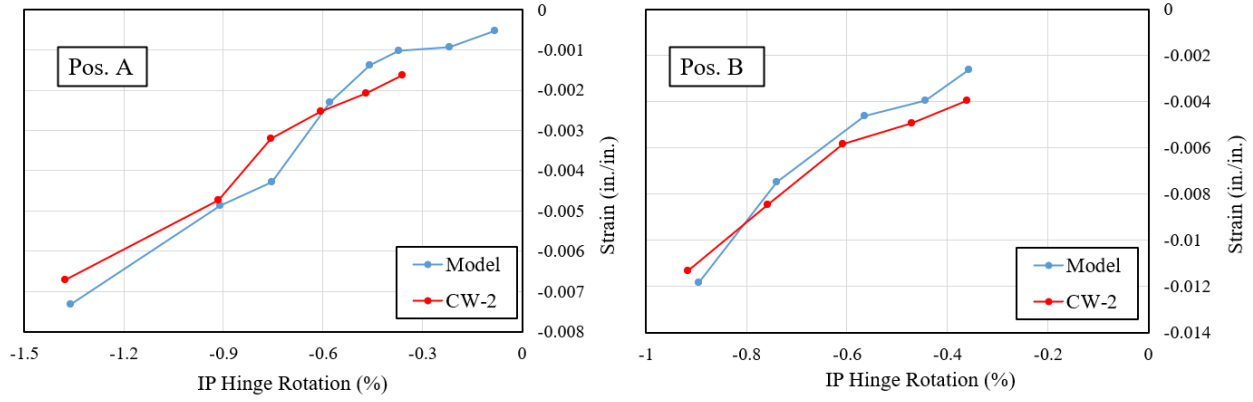 Pos. A
0
-0.001
-0.002
-0.003
-0.004
-0.005
-0.006
-0.007
-0.008
Strain (in./in.)
Model
CW-2
-1.5
-1.2
-0.9
-0.6
-0.3
0
IP Hinge Rotation (%)
Pos. B
0
-0.002
-0.004
-0.006
-0.008
-0.01
-0.012
-0.014
Strain (in./in.)
Model
CW-2
-1
-0.8
-0.6
-0.4
-0.2
0
IP Hinge Rotation (%)